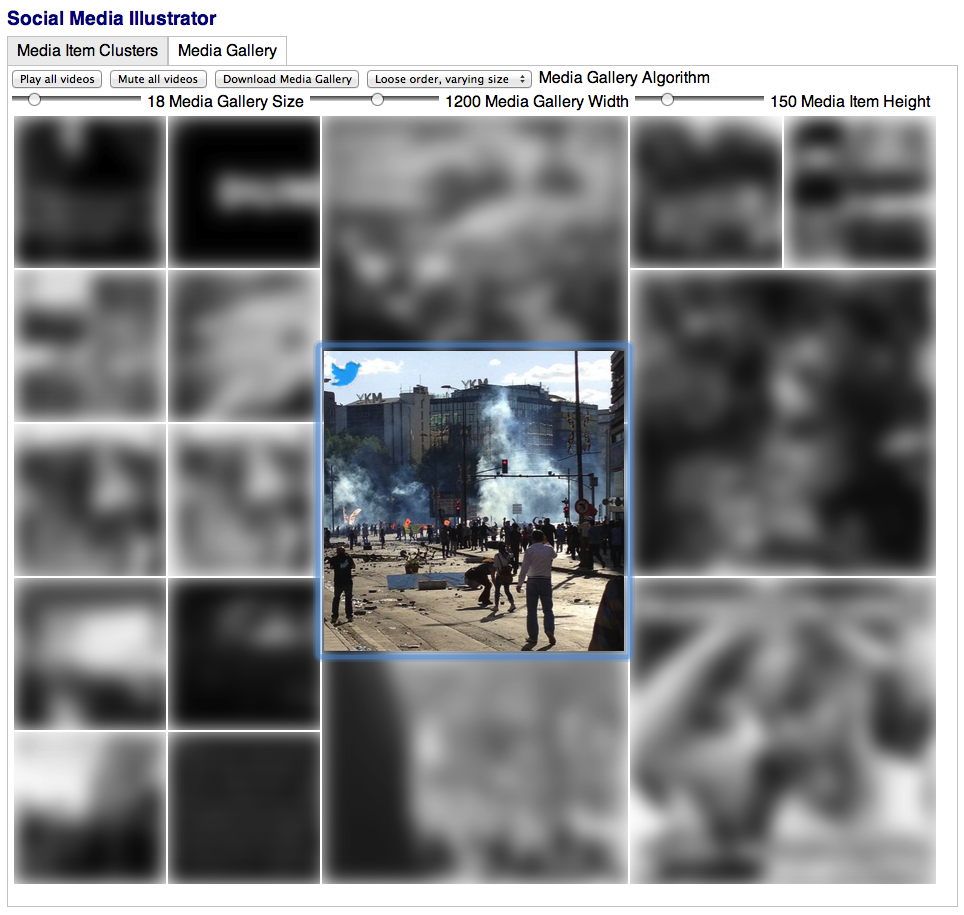 Social Media Illustrator
Media Item Clusters Media Gallery
Play all videos Mute all videos Download Media Gallery Loose order, varying size Media Gallery Algorithm
18 Media Gallery Size 1200 Media Gallery Width 150 Media Item Height
YKM YKM